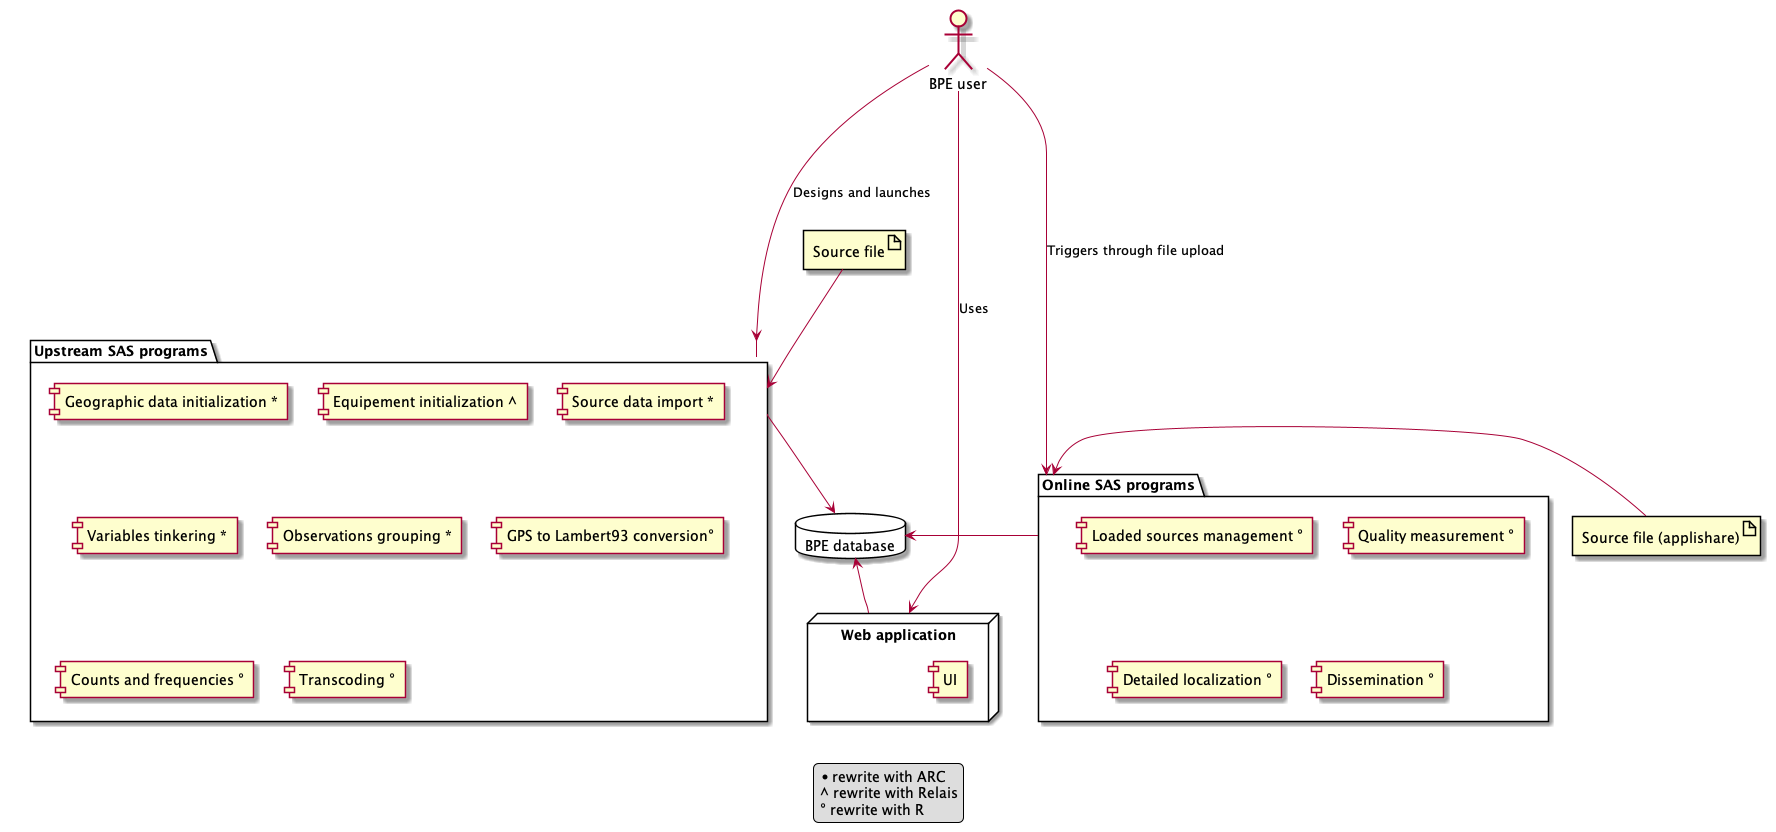 BPE user
Designs and launches
Source file
Triggers through file upload
Uses
Upstream SAS programs
Geographic data initialization *
Equipement initialization ^
Source data import *
Variables tinkering *
Observations grouping *
GPS to Lambert93 conversion°
Counts and frequencies °
Transcoding °
BPE database
Web application
UI
Online SAS programs
Loaded sources management °
Quality measurement °
Detailed localization °
Dissemination °
Source file (applishare)
• rewrite with ARC
^ rewrite with Relais
° rewrite with R